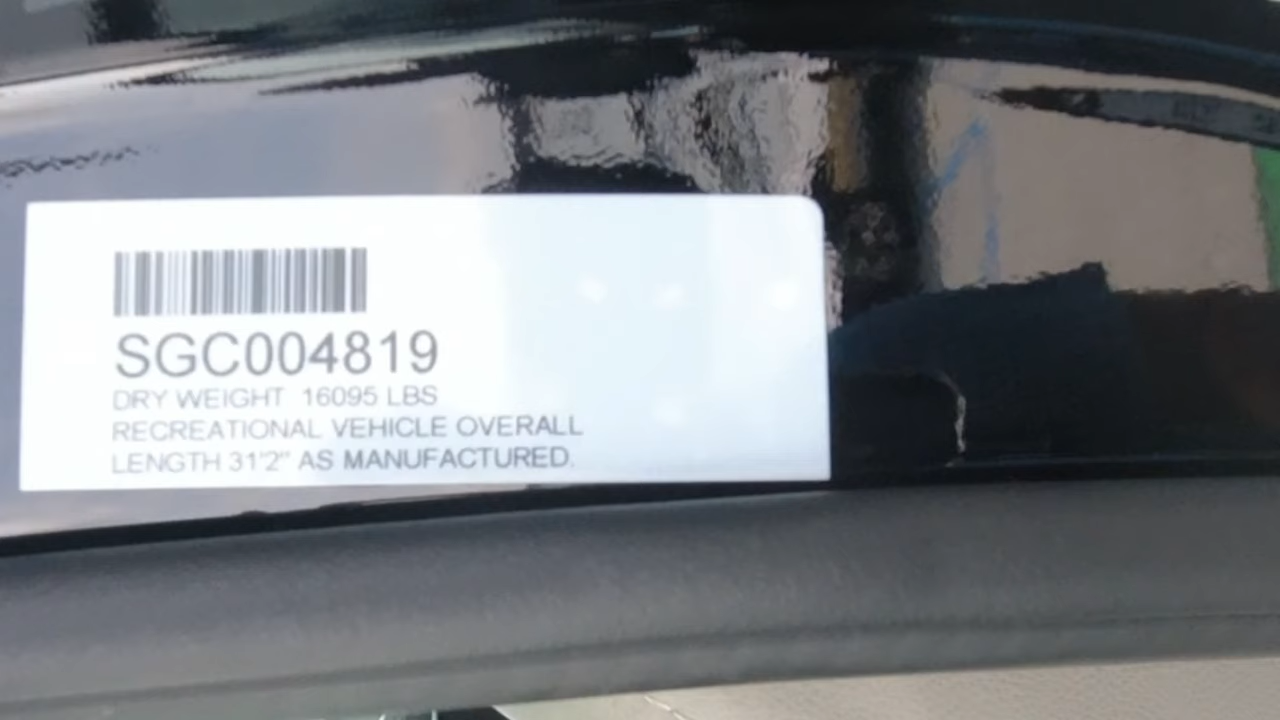 SGC004819
DRY WEIGHT 16095 LBS
RECREATIONAL VEHICLE OVERALL
LENGTH 31'2" AS MANUFACTURED.